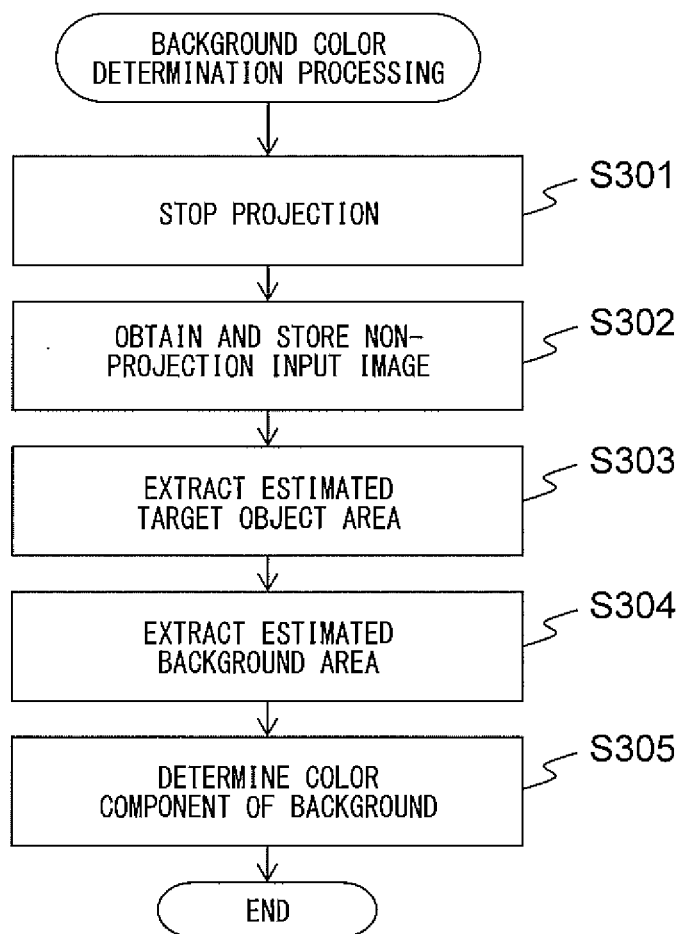 BACKGROUND COLOR
DETERMINATION PROCESSING
STOP PROJECTION
S301
OBTAIN AND STORE NON-
PROJECTION INPUT IMAGE
S302
EXTRACT ESTIMATED
TARGET OBJECT AREA
S303
EXTRACT ESTIMATED
BACKGROUND AREA
S304
DETERMINE COLOR
COMPONENT OF BACKGROUND
S305
END